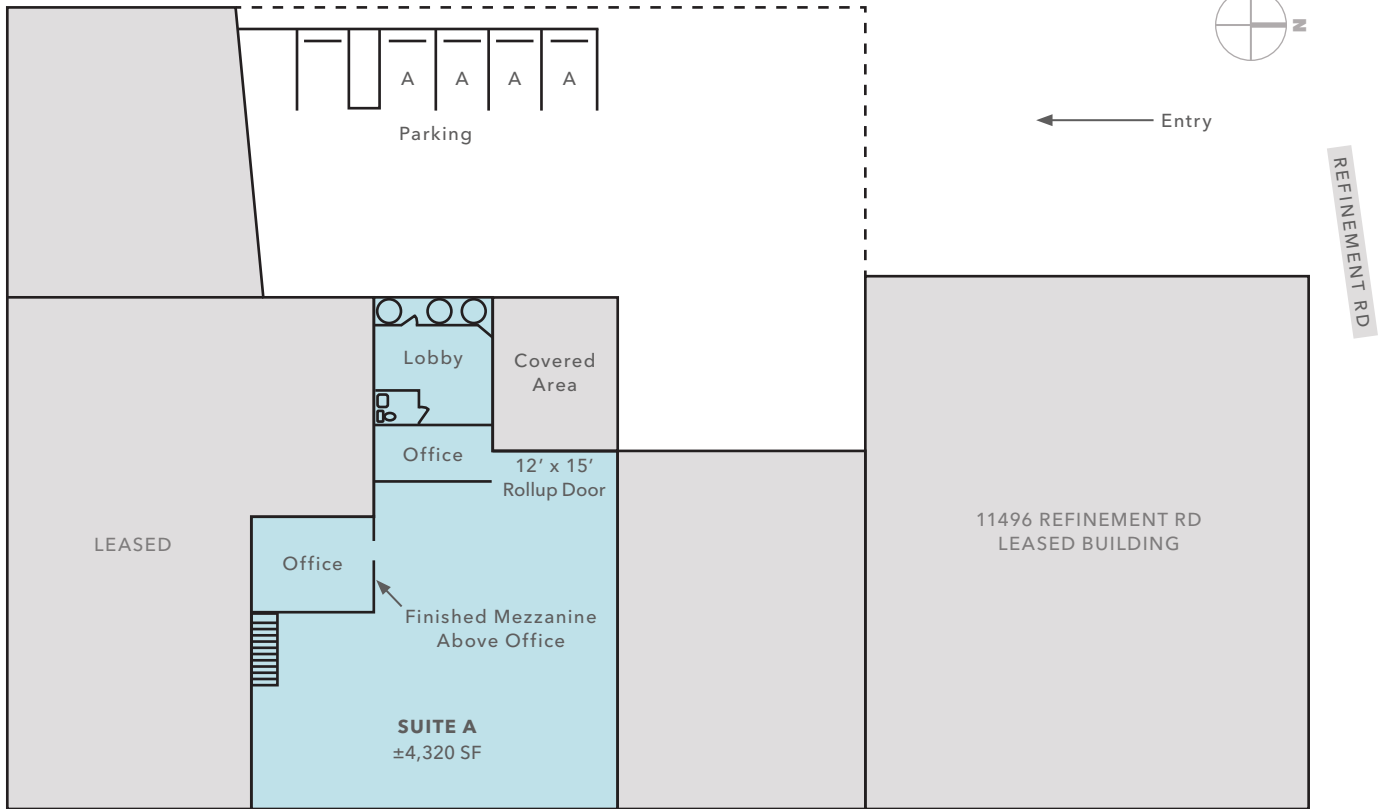 N
A A A A
Parking
Entry
REFINEMENT RD
Lobby
Covered
Area
Office
12’ x 15’
Rollup Door
11496 REFINEMENT RD
LEASED BUILDING
LEASED
Office
Finished Mezzanine
Above Office
SUITE A
±4,320 SF